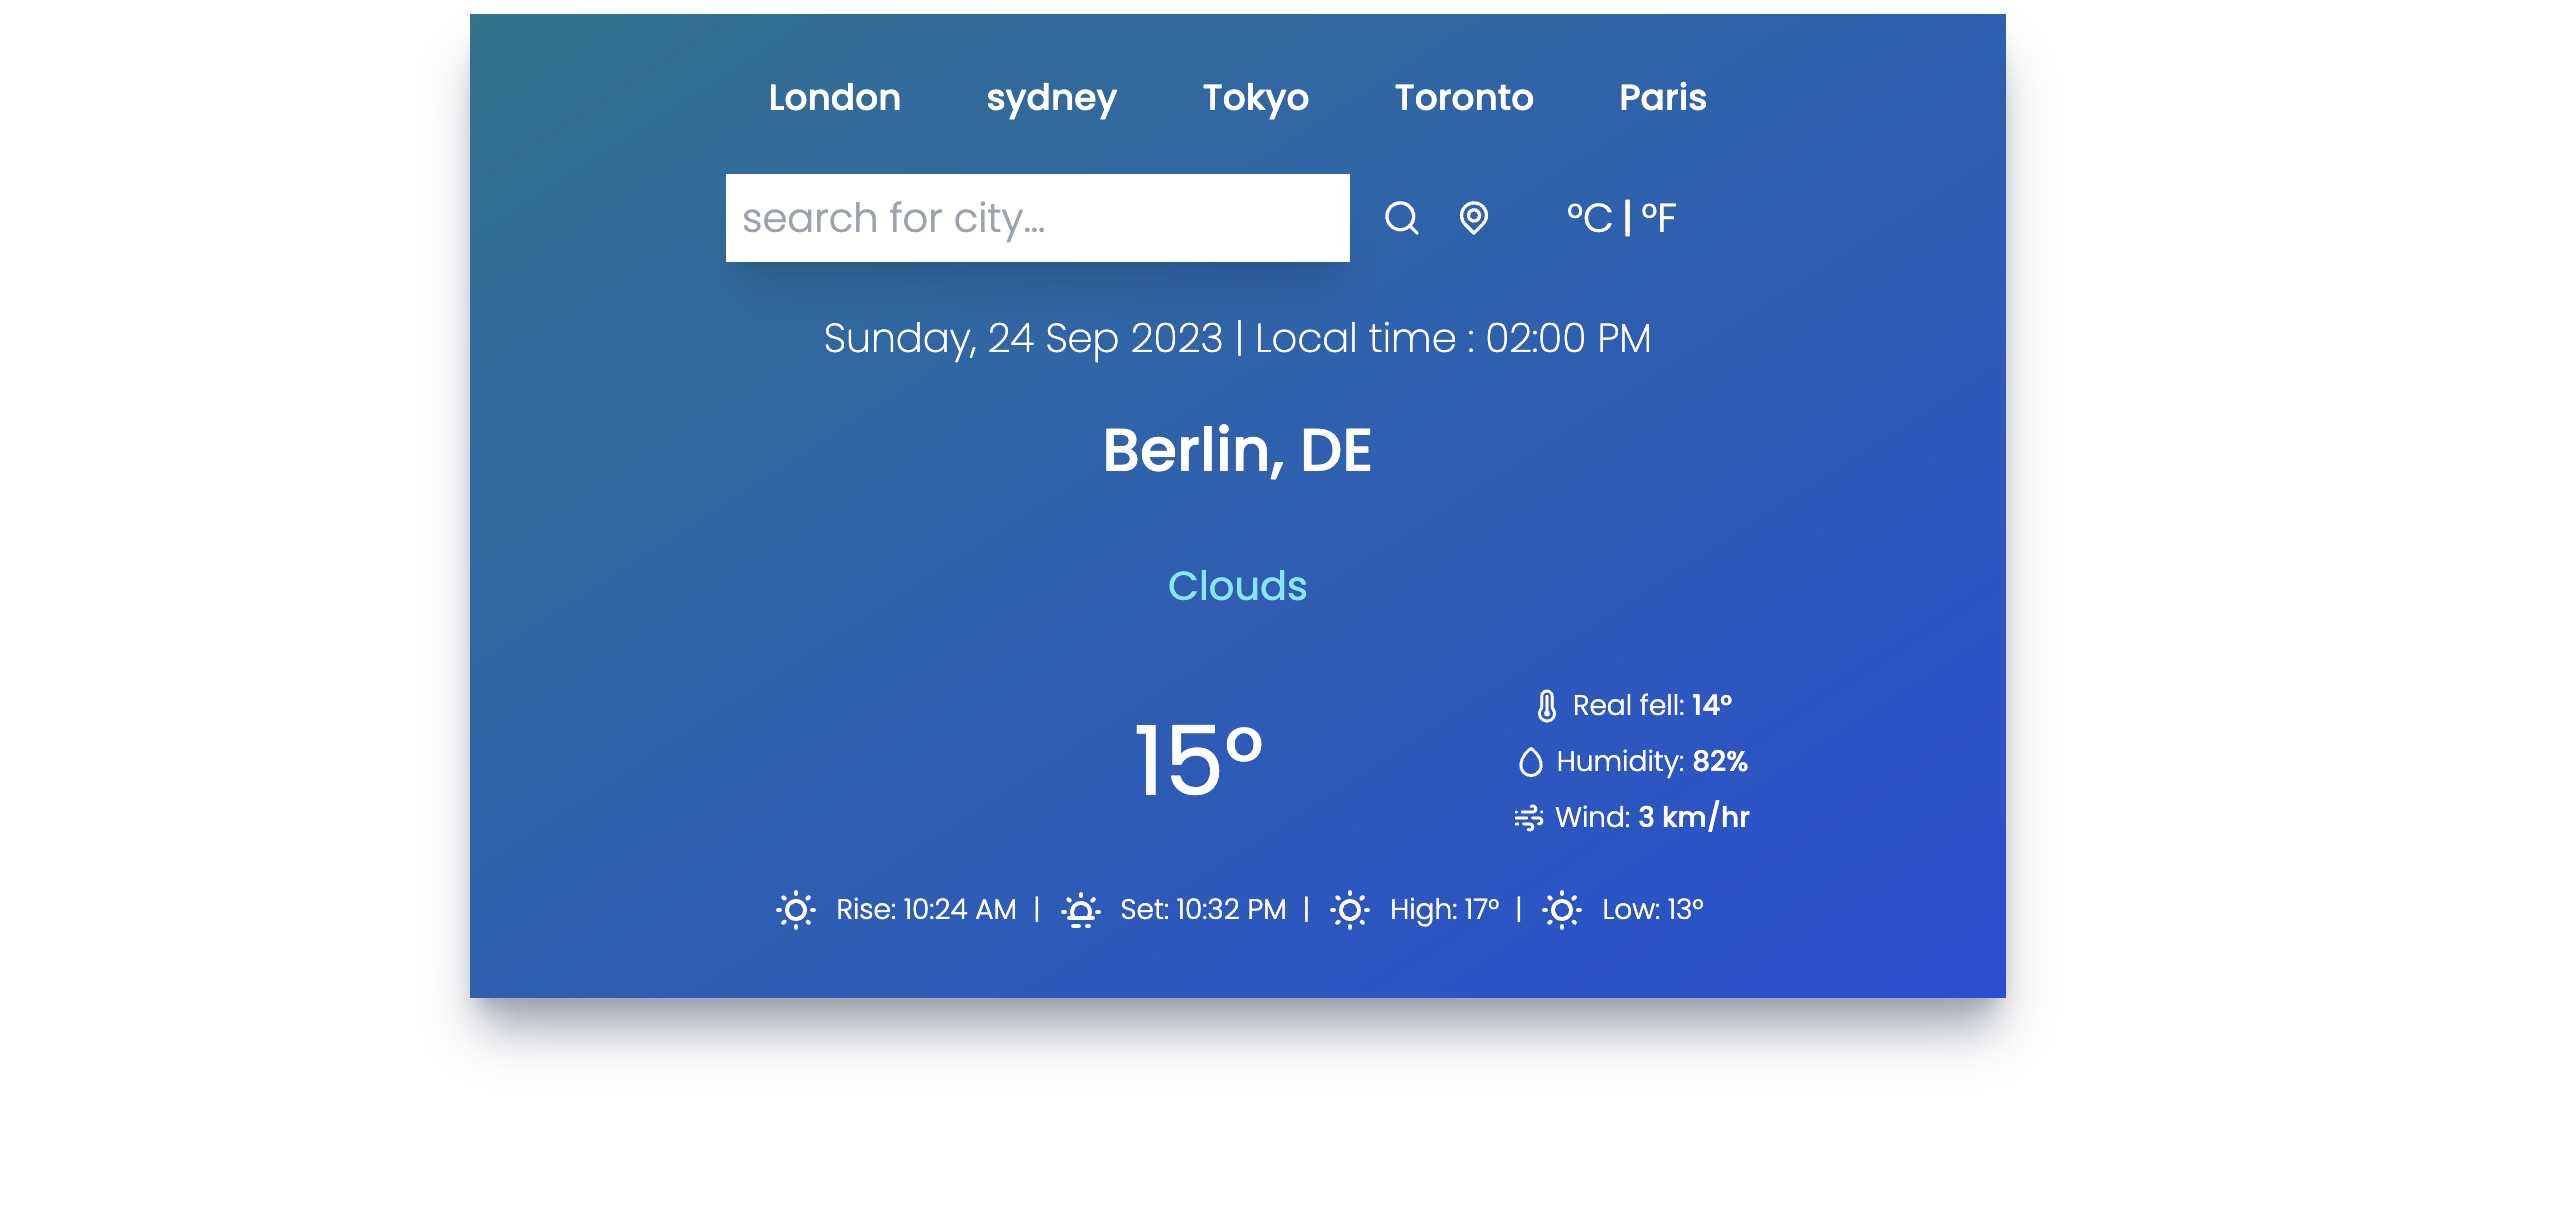 London sydney Tokyo Toronto Paris
search for city...
°C | °F
Sunday, 24 Sep 2023 | Local time : 02:00 PM
Berlin, DE
Clouds
15°
Real fell: 14°
Humidity: 82%
Wind: 3 km/hr
Rise: 10:24 AM | Set: 10:32 PM | High: 17° | Low: 13°